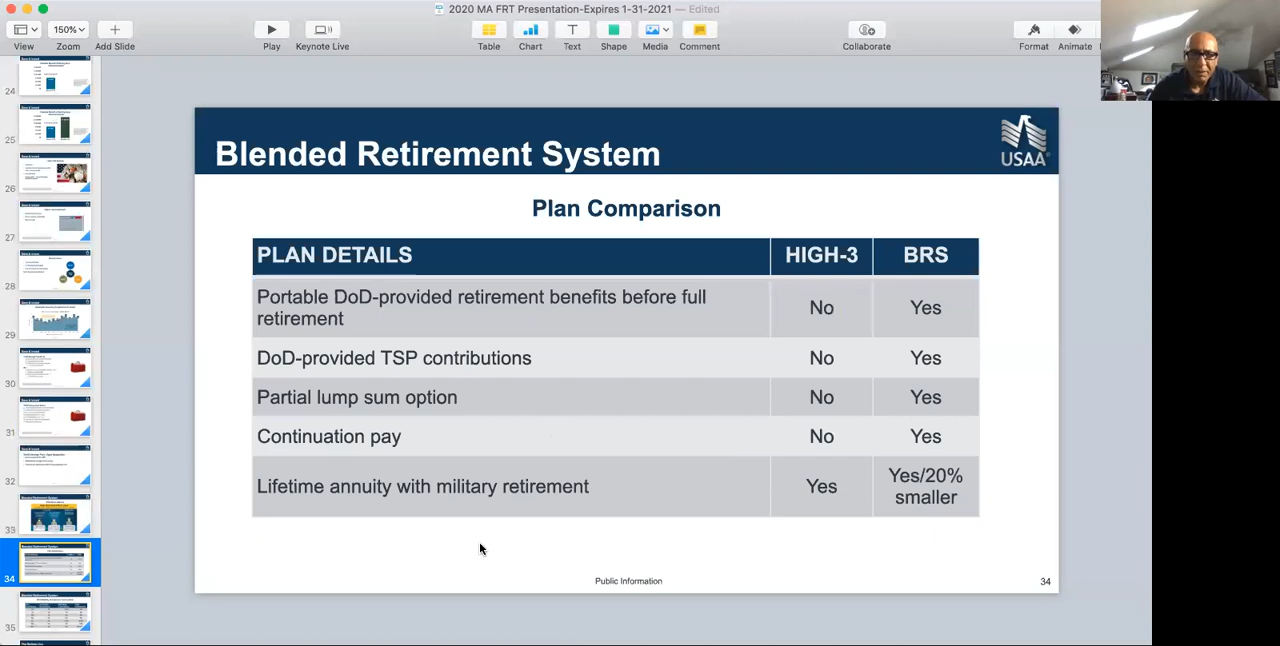 2020 MA FRT Presentation-Expires 1-31-2021 — Edited
150%
View
Zoom
Add Slide
Play
Keynote Live
Table
Chart
Text
Shape
Media
Comment
Collaborate
Format
Animate
24
25
26
27
28
29
30
31
32
33
34
35
Blended Retirement System
USAA®
Plan Comparison
PLAN DETAILS HIGH-3 BRS
Portable DoD-provided retirement benefits before full
retirement No Yes
DoD-provided TSP contributions No Yes
Partial lump sum option No Yes
Continuation pay No Yes
Lifetime annuity with military retirement Yes Yes/20%
smaller
Public Information
34